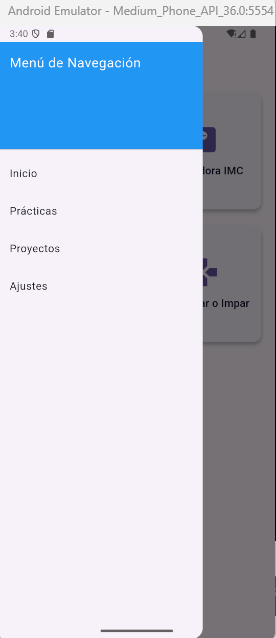 Android Emulator - Medium_Phone_API_36.0:5554
3:40
Menú de Navegación
Inicio
dora IMC
Prácticas
Proyectos
Ajustes
ar o Impar